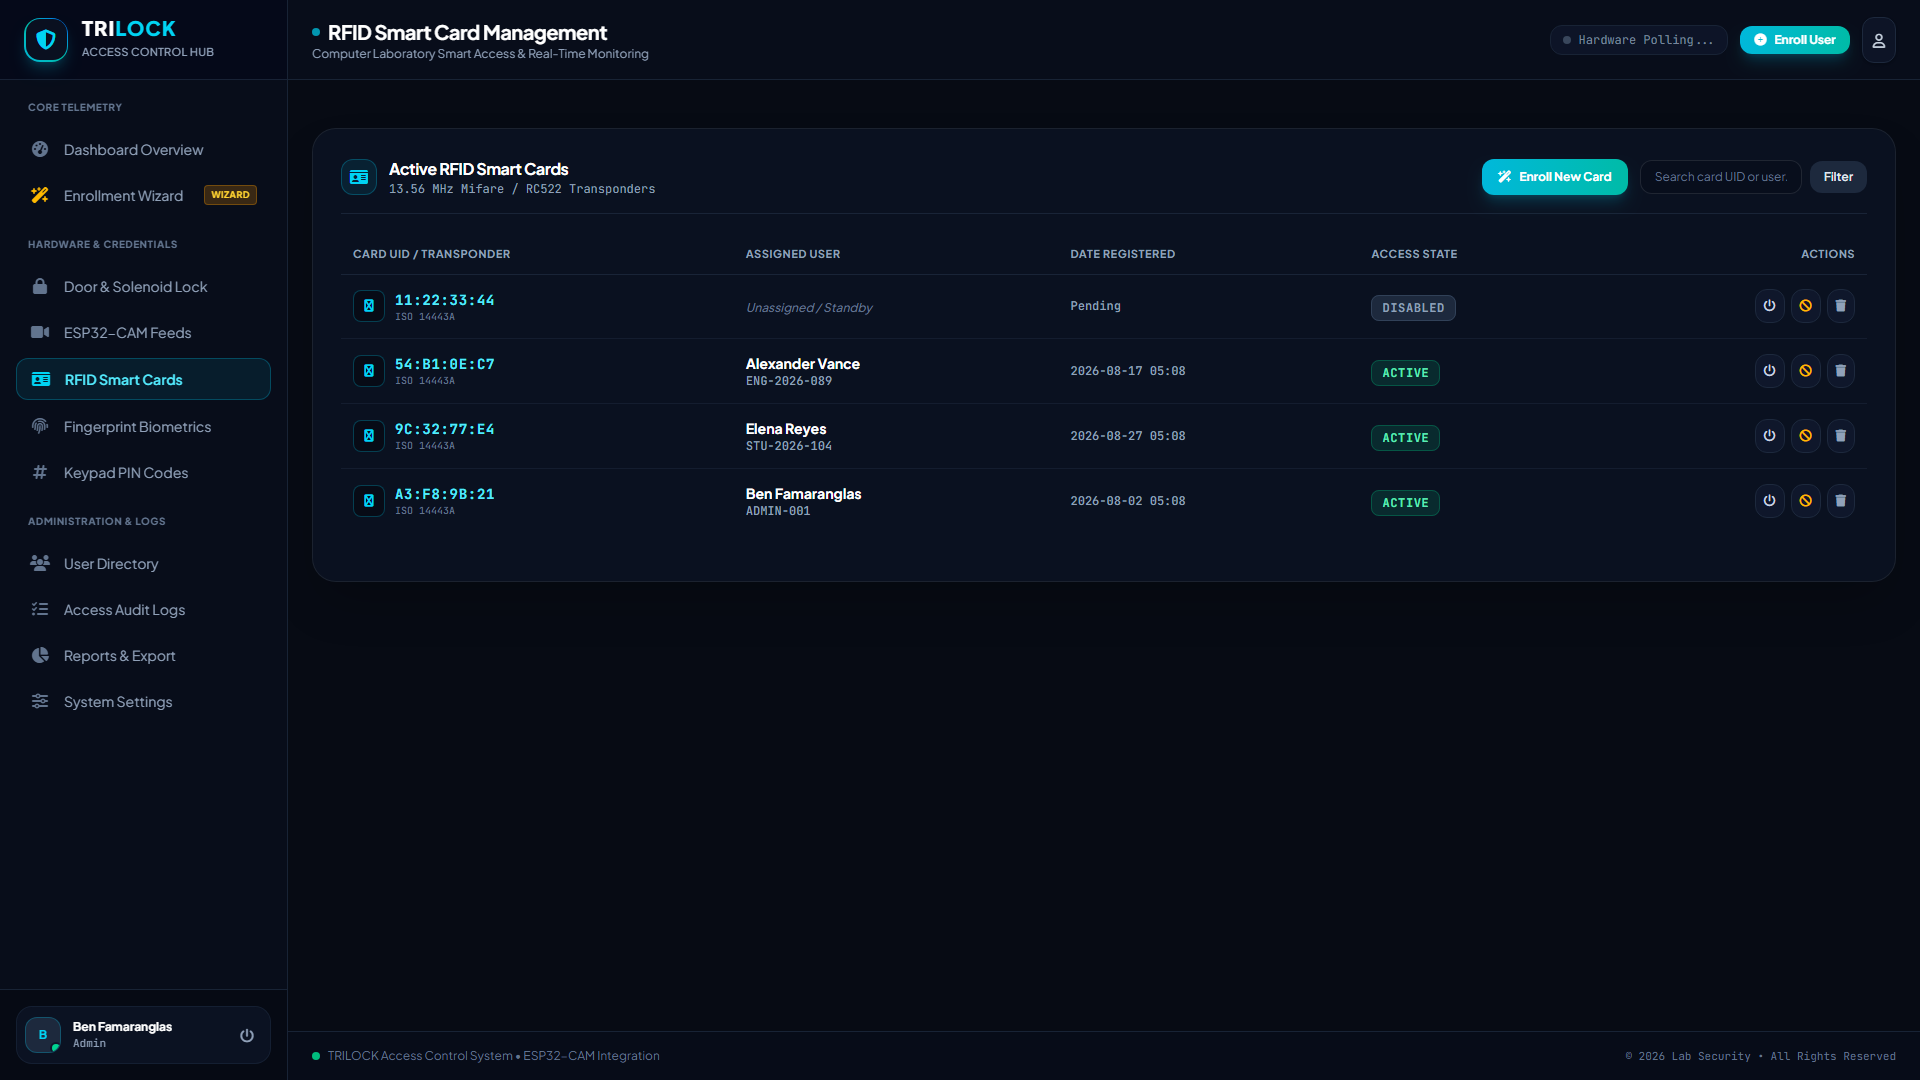 TRILOCK
ACCESS CONTROL HUB
CORE TELEMETRY
Dashboard Overview
Enrollment Wizard WIZARD
HARDWARE & CREDENTIALS
Door & Solenoid Lock
ESP32-CAM Feeds
RFID Smart Cards
Fingerprint Biometrics
Keypad PIN Codes
ADMINISTRATION & LOGS
User Directory
Access Audit Logs
Reports & Export
System Settings
B
Ben Famaranglas
Admin
RFID Smart Card Management
Computer Laboratory Smart Access & Real-Time Monitoring
Hardware Polling...
Enroll User
Active RFID Smart Cards
13.56 MHz Mifare / RC522 Transponders
Enroll New Card
Search card UID or user.
Filter
CARD UID / TRANSPONDER ASSIGNED USER DATE REGISTERED ACCESS STATE ACTIONS
11:22:33:44
ISO 14443A
Unassigned / Standby
Pending
DISABLED
54:B1:0E:C7
ISO 14443A
Alexander Vance
ENG-2026-089
2026-08-17 05:08
ACTIVE
9C:32:77:E4
ISO 14443A
Elena Reyes
STU-2026-104
2026-08-27 05:08
ACTIVE
A3:F8:9B:21
ISO 14443A
Ben Famaranglas
ADMIN-001
2026-08-02 05:08
ACTIVE
TRILOCK Access Control System • ESP32-CAM Integration
© 2026 Lab Security • All Rights Reserved